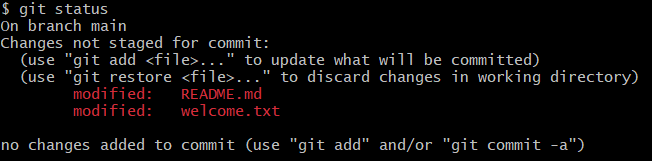 $ git status
On branch main
Changes not staged for commit:
  (use "git add <file>..." to update what will be committed)
  (use "git restore <file>..." to discard changes in working directory)
        modified:   README.md
        modified:   welcome.txt

no changes added to commit (use "git add" and/or "git commit -a")